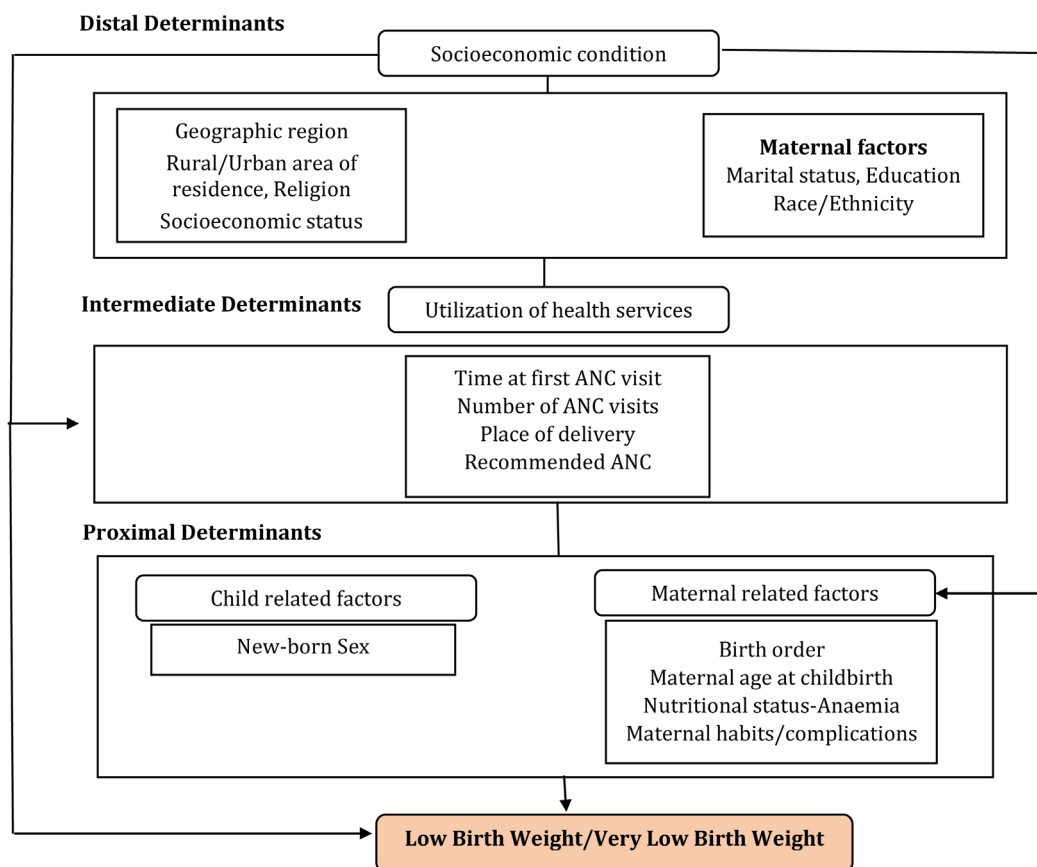 Distal Determinants
Socioeconomic condition
Geographic region
Rural/Urban area of
residence, Religion
Socioeconomic status
Maternal factors
Marital status, Education
Race/Ethnicity
Intermediate Determinants
Utilization of health services
Time at first ANC visit
Number of ANC visits
Place of delivery
Recommended ANC
Proximal Determinants
Child related factors
New-born Sex
Maternal related factors
Birth order
Maternal age at childbirth
Nutritional status-Anaemia
Maternal habits/complications
Low Birth Weight/Very Low Birth Weight